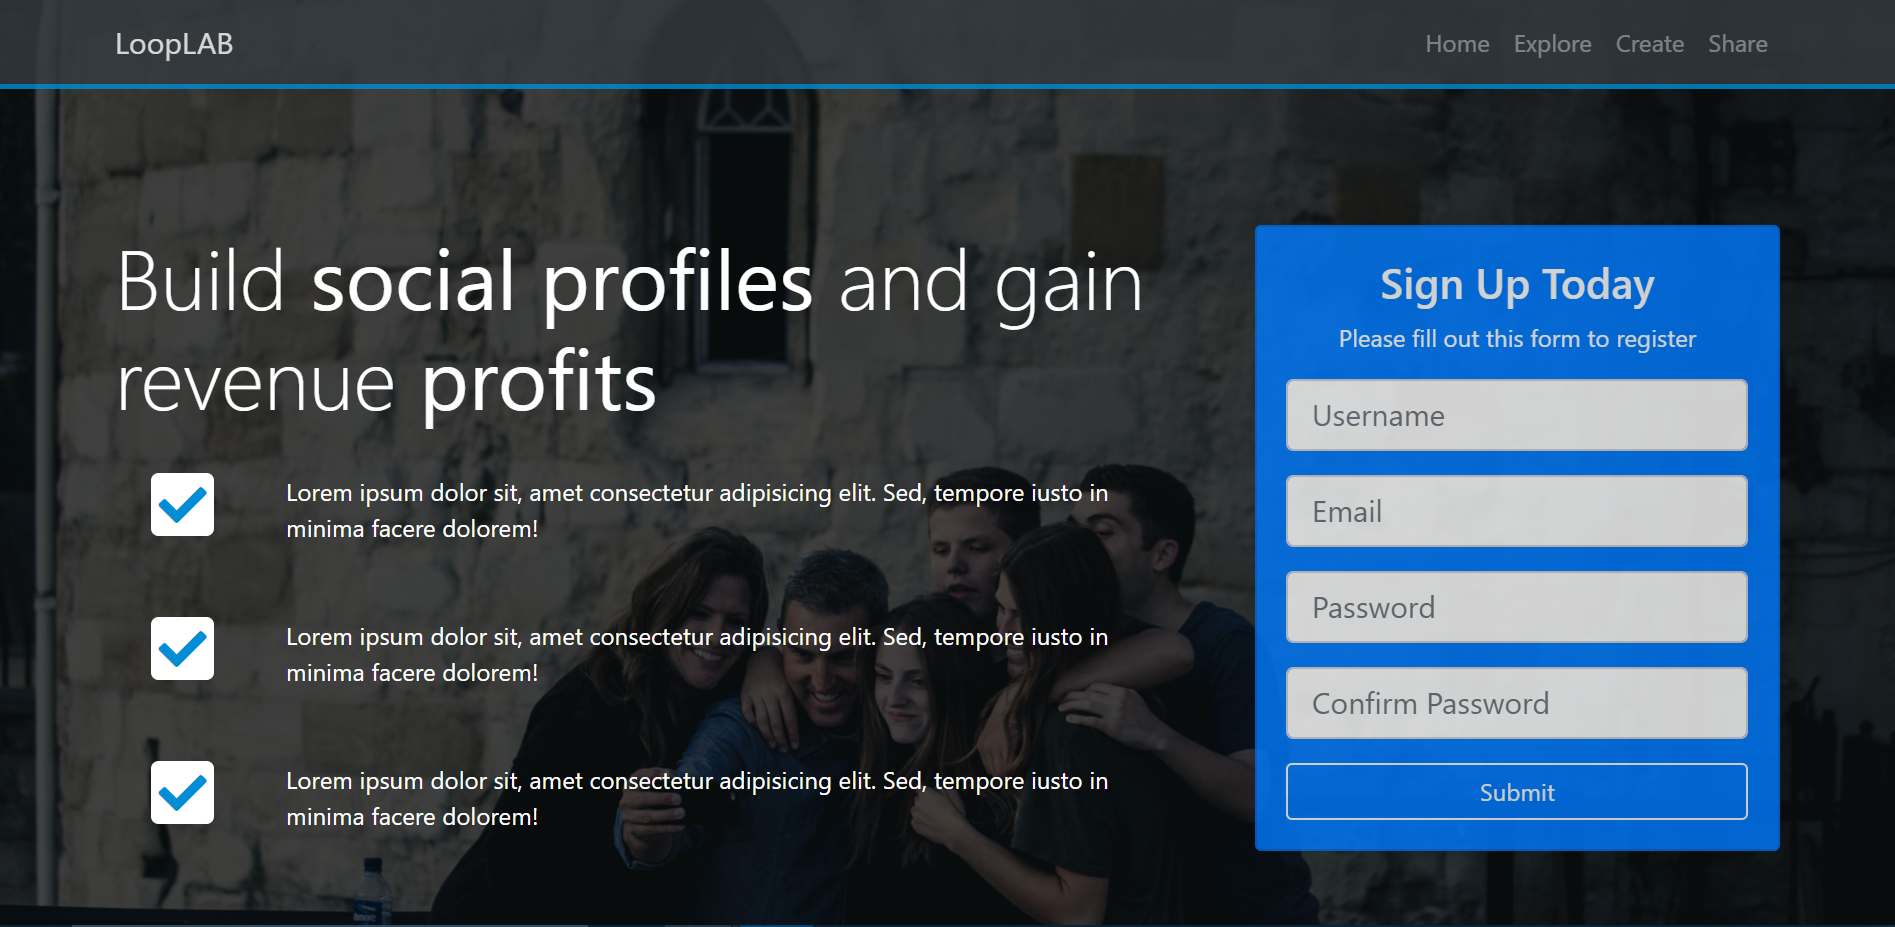 LoopLAB
Home Explore Create Share
Build social profiles and gain
revenue profits
Lorem ipsum dolor sit, amet consectetur adipisicing elit. Sed, tempore iusto in
minima facere dolorem!
Lorem ipsum dolor sit, amet consectetur adipisicing elit. Sed, tempore iusto in
minima facere dolorem!
Lorem ipsum dolor sit, amet consectetur adipisicing elit. Sed, tempore iusto in
minima facere dolorem!
Sign Up Today
Please fill out this form to register
Username
Email
Password
Confirm Password
Submit